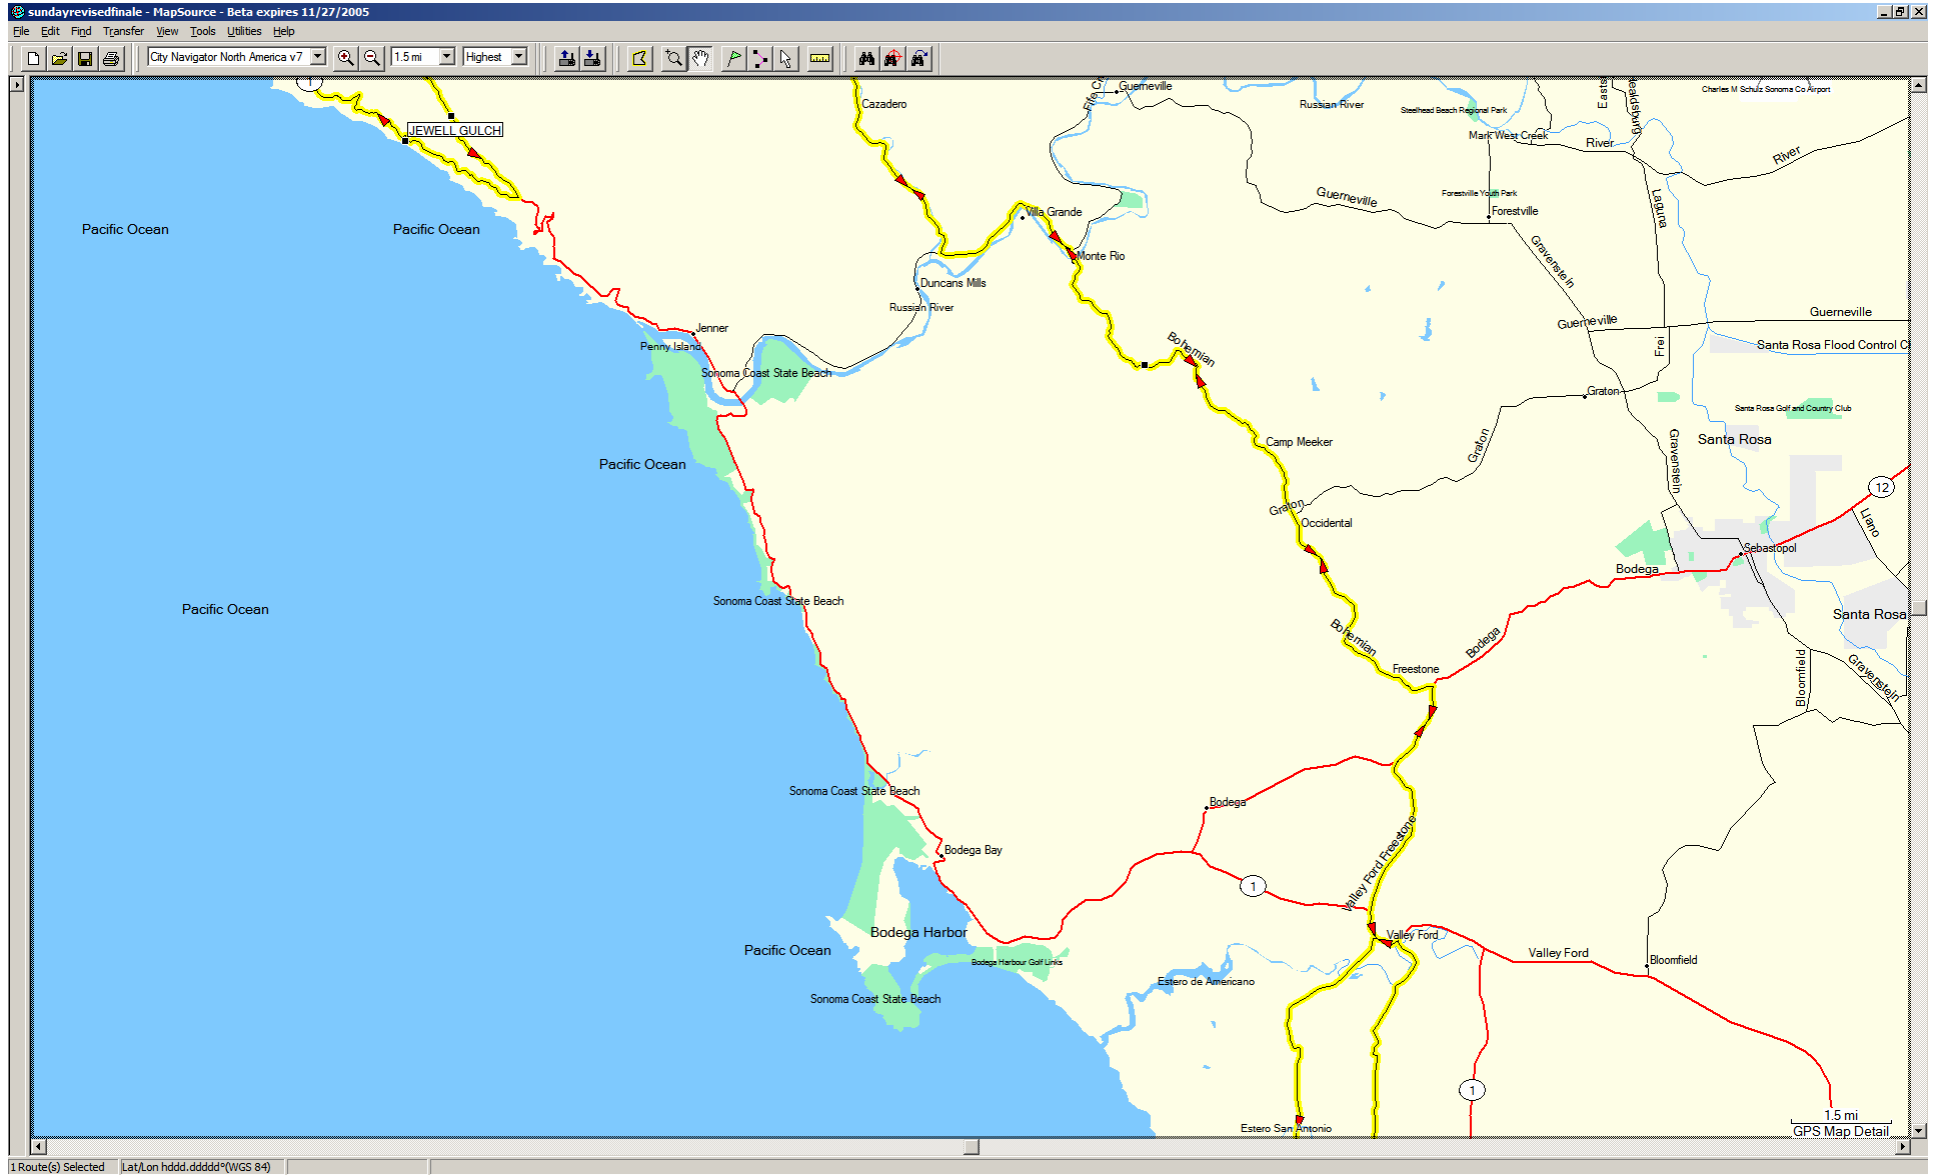 sundayrevisedfinale - MapSource - Beta expires 11/27/2005
File Edit Find Transfer View Tools Utilities Help
City Navigator North America v7 1.5 mi Highest
1
Cazadero
Fife Cr
Guerneville
Russian River
Steelhead Beach Regional Park
Easts
Healdsburg
Charles M Schulz Sonoma Co Airport
JEWELL GULCH
Mark West Creek
River
River
Forestville Youth Park
Guerneville
Laguna
Villa Grande
Forestville
Pacific Ocean
Pacific Ocean
Monte Rio
Gravenstein
Duncans Mills
Russian River
Guerneville
Guerneville
Jenner
Penny Island
Bohemian
Frei
Santa Rosa Flood Control C
Sonoma Coast State Beach
Graton
Santa Rosa Golf and Country Club
Camp Meeker
Graton
Gravenstein
Santa Rosa
Pacific Ocean
12
Graton
Occidental
Llano
Sebastopol
Bodega
Pacific Ocean
Sonoma Coast State Beach
Santa Rosa
Bohemian
Bodega
Freestone
Bloomfield
Gravenstein
Sonoma Coast State Beach
Bodega
Valley Ford Freestone
Bodega Bay
1
Bodega Harbor
Valley Ford
Pacific Ocean
Valley Ford
Bodega Harbour Golf Links
Bloomfield
Estero de Americano
Sonoma Coast State Beach
1
1.5 mi
Estero San Antonio
GPS Map Detail
1 Route(s) Selected Lat/Lon hddd.ddddd°(WGS 84)